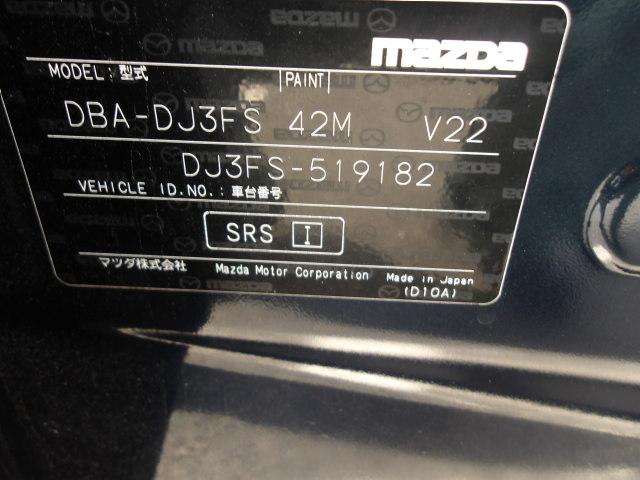 mazda
MODEL:型式 PAINT
DBA-DJ3FS 42M V22
DJ3FS-519182
VEHICLE ID.NO.:車台番号
SRS I
マツダ株式会社 Mazda Motor Corporation Made in Japan
(D10A)